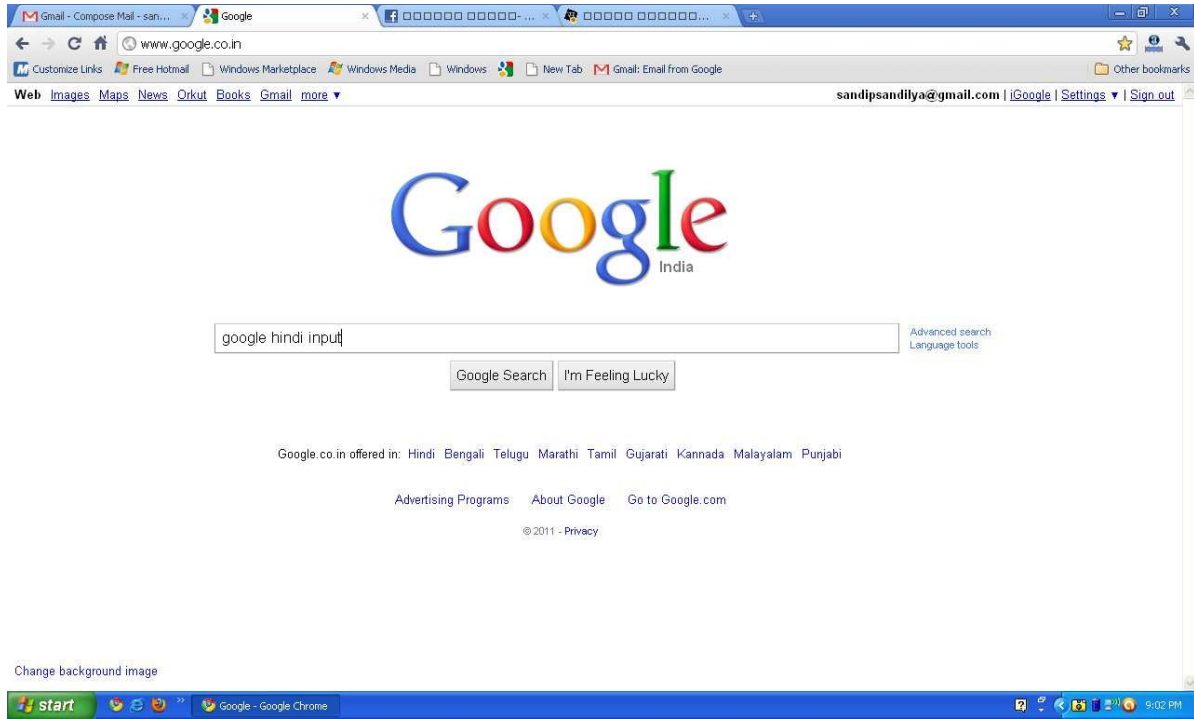 Gmail - Compose Mail - san...
Google
www.google.co.in
Customize Links Free Hotmail Windows Marketplace Windows Media Windows New Tab Gmail: Email from Google Other bookmarks
Web Images Maps News Orkut Books Gmail more ▼ sandipsandilya@gmail.com | iGoogle | Settings ▼ | Sign out
Google
India
google hindi input
Advanced search
Language tools
Google Search I'm Feeling Lucky
Google.co.in offered in: Hindi Bengali Telugu Marathi Tamil Gujarati Kannada Malayalam Punjabi
Advertising Programs About Google Go to Google.com
© 2011 - Privacy
Change background image
start Google - Google Chrome 9:02 PM